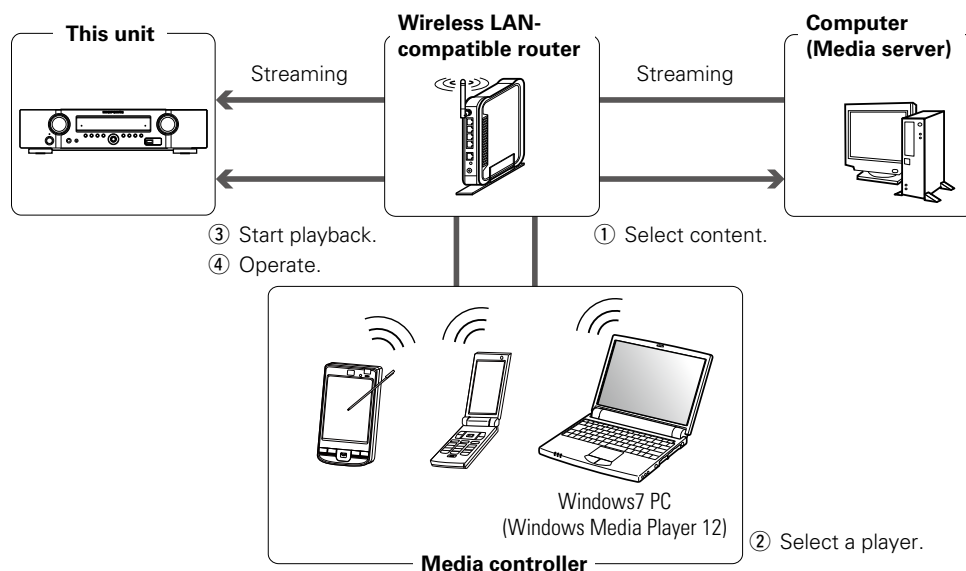 This unit
Wireless LAN-
compatible router
Computer
(Media server)
Streaming
Streaming
③ Start playback.
④ Operate.
① Select content.
Windows7 PC
(Windows Media Player 12)
② Select a player.
Media controller